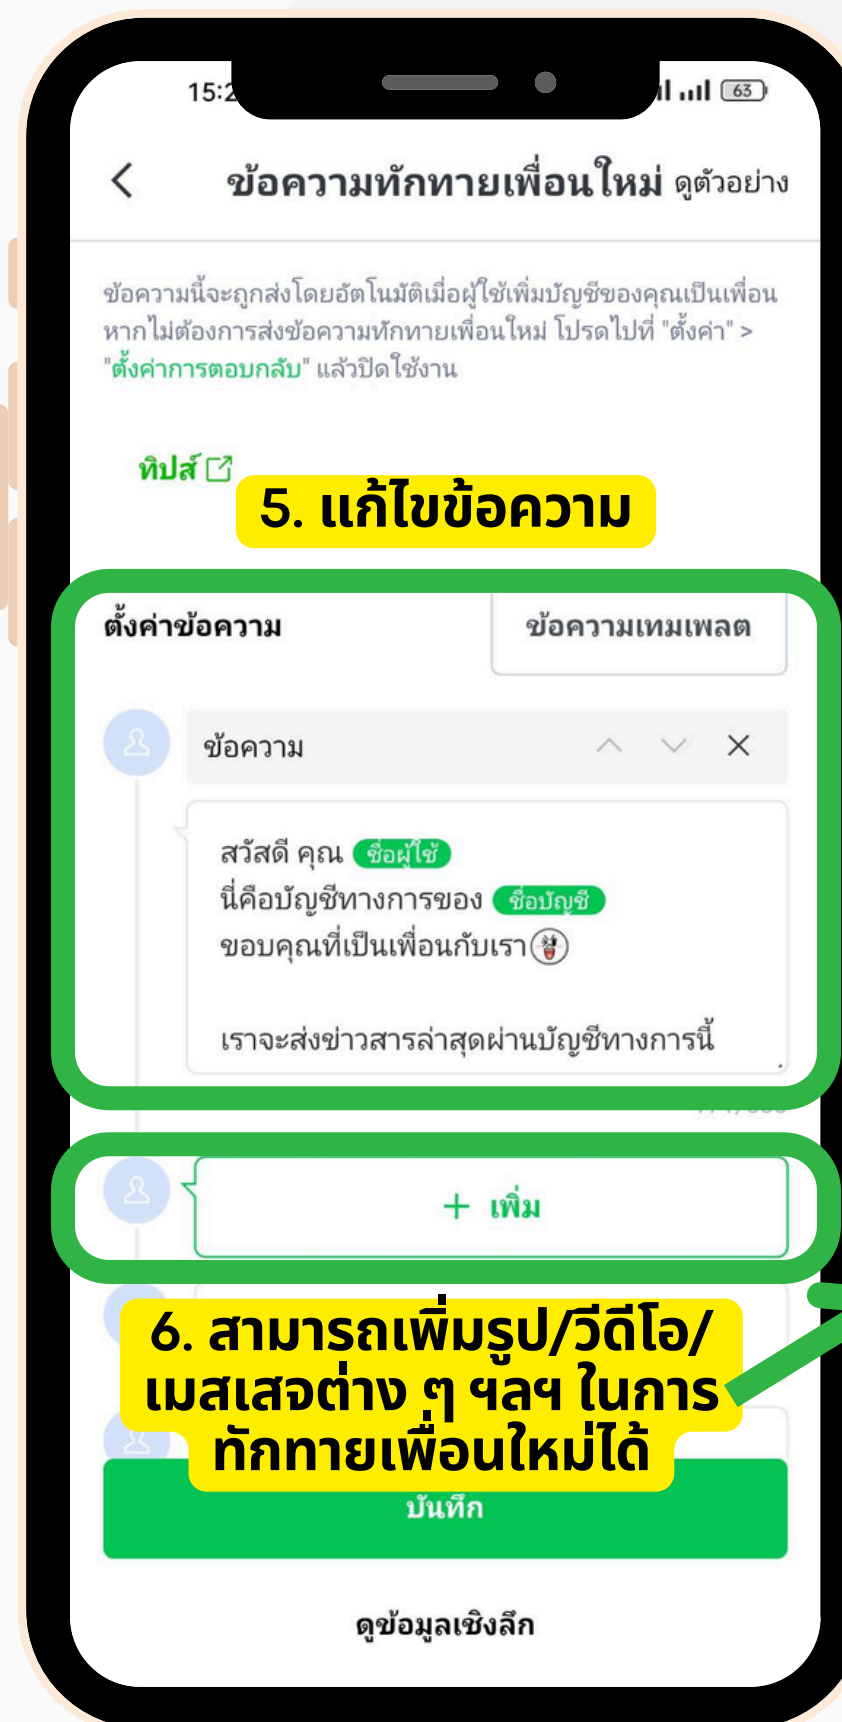 63
ข้อความทักทายเพื่อนใหม่ ดูตัวอย่าง
ข้อความนี้จะถูกส่งโดยอัตโนมัติเมื่อผู้ใช้เพิ่มบัญชีของคุณเป็นเพื่อน
หากไม่ต้องการส่งข้อความทักทายเพื่อนใหม่ โปรดไปที่ "ตั้งค่า" >
"ตั้งค่าการตอบกลับ" แล้วปิดใช้งาน
ทิปส์
5. แก้ไขข้อความ
ตั้งค่าข้อความ ข้อความเทมเพลต
ข้อความ
สวัสดี คุณ ชื่อผู้ใช้
นี่คือบัญชีทางการของ ชื่อบัญชี
ขอบคุณที่เป็นเพื่อนกับเรา
เราจะส่งข่าวสารล่าสุดผ่านบัญชีทางการนี้
+ เพิ่ม
6. สามารถเพิ่มรูป/วีดีโอ/
เมสเสจต่าง ๆ ฯลฯ ในการ
ทักทายเพื่อนใหม่ได้
บันทึก
ดูข้อมูลเชิงลึก